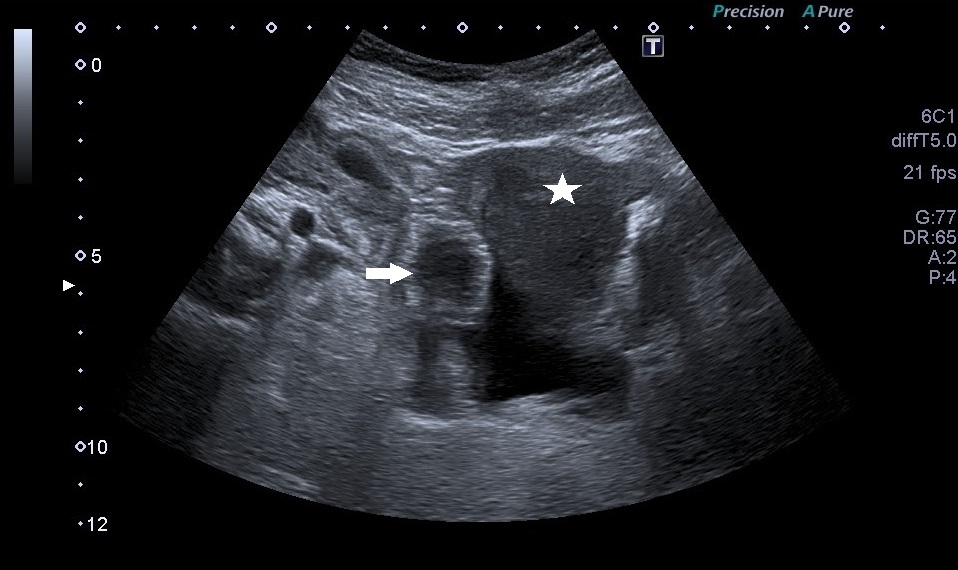 Precision A Pure
T
0
6C1
diffT5.0
21 fps
G:77
DR:65
5
A:2
P:4
10
12